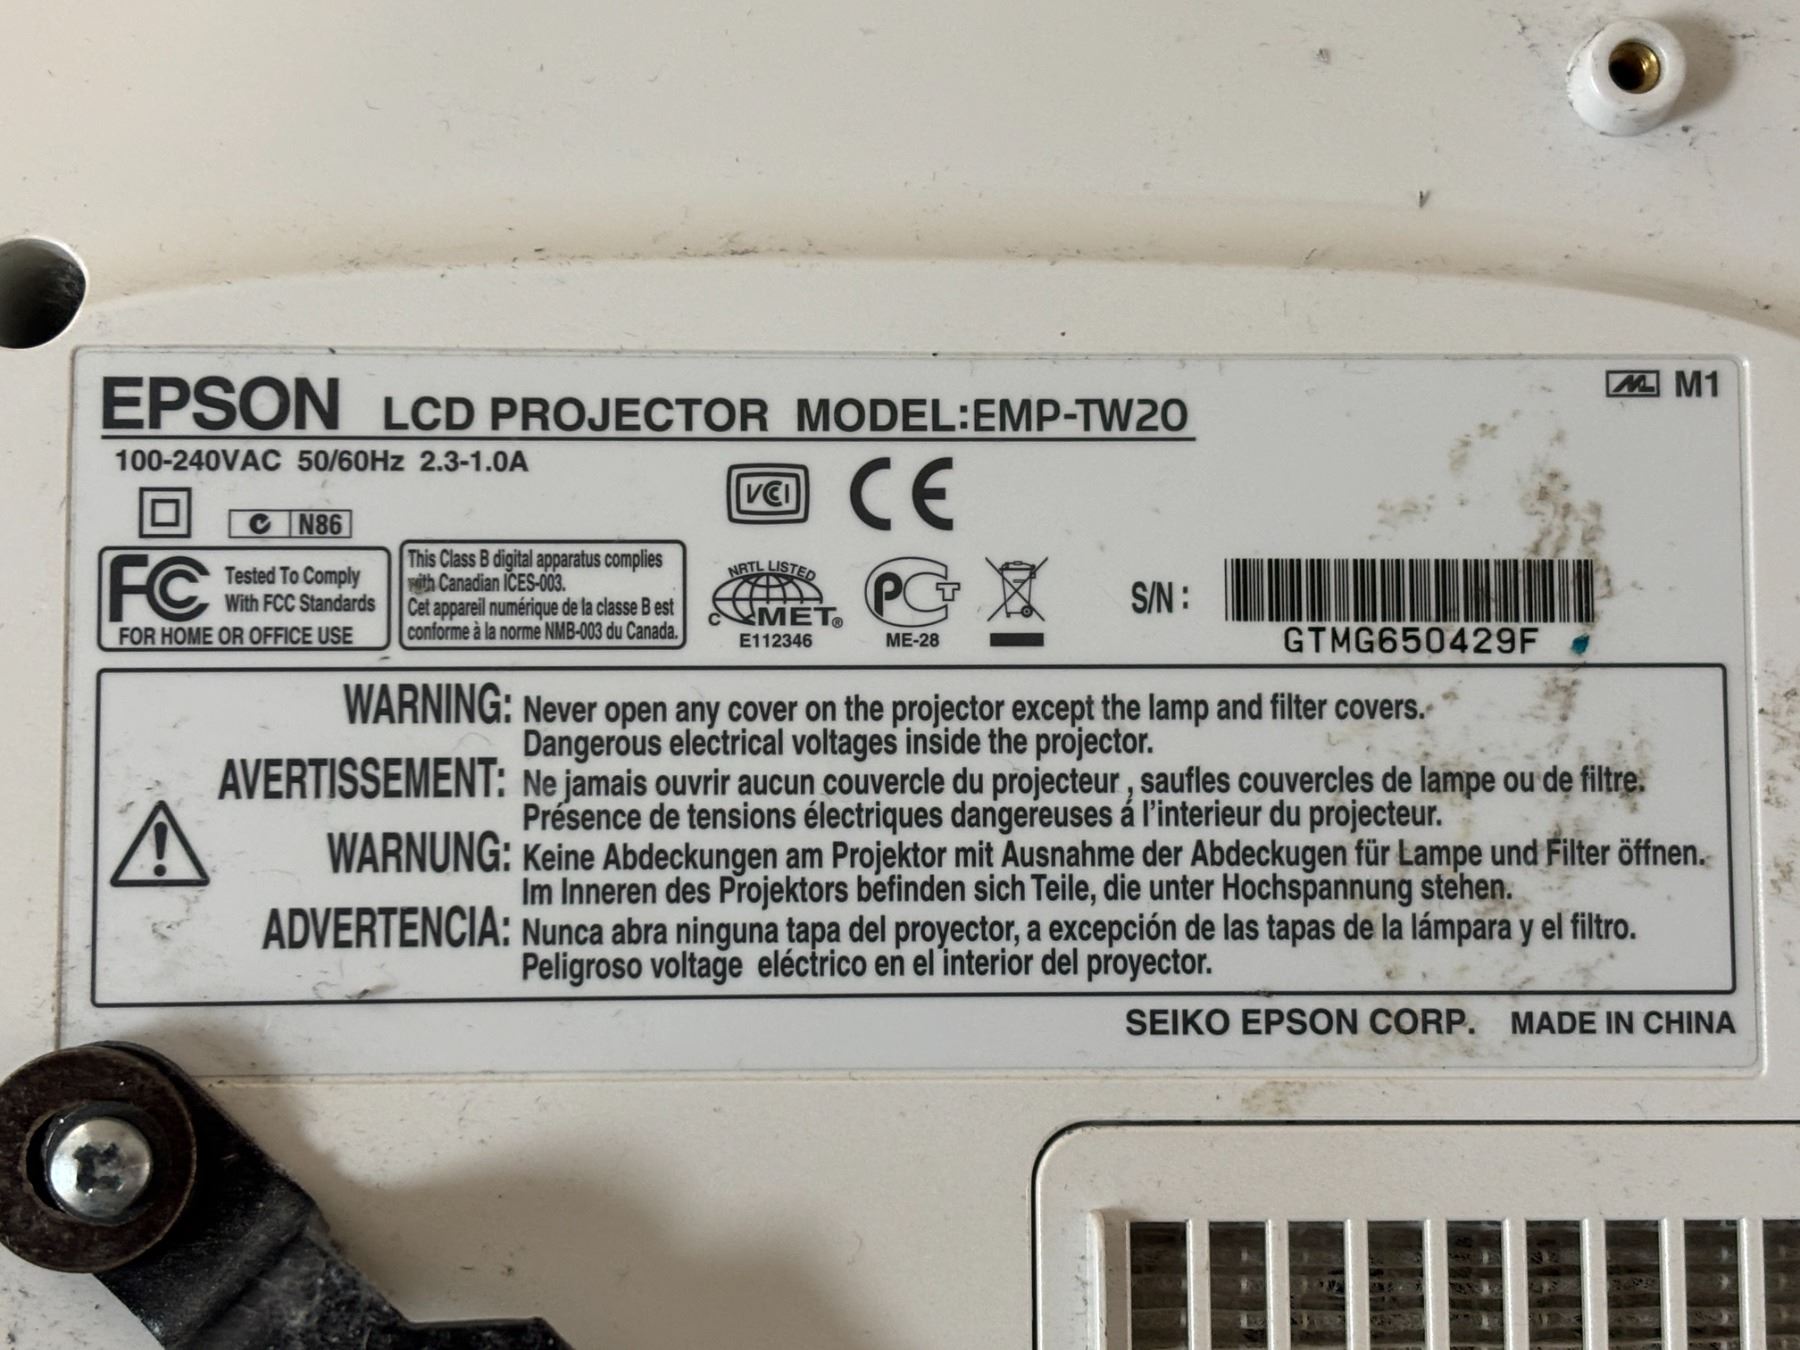 EPSON LCD PROJECTOR MODEL:EMP-TW20
ML M1
100-240VAC 50/60Hz 2.3-1.0A
VCCI CE
N86
FC Tested To Comply
With FCC Standards
FOR HOME OR OFFICE USE
This Class B digital apparatus complies
with Canadian ICES-003.
Cet appareil numérique de la classe B est
conforme à la norme NMB-003 du Canada.
NRTL LISTED
C MET®
E112346
PCT
ME-28
S/N:
GTMG650429F
WARNING: Never open any cover on the projector except the lamp and filter covers.
Dangerous electrical voltages inside the projector.
AVERTISSEMENT: Ne jamais ouvrir aucun couvercle du projecteur , saufles couvercles de lampe ou de filtre.
Présence de tensions électriques dangereuses á l'interieur du projecteur.
WARNUNG: Keine Abdeckungen am Projektor mit Ausnahme der Abdeckugen für Lampe und Filter öffnen.
Im Inneren des Projektors befinden sich Teile, die unter Hochspannung stehen.
ADVERTENCIA: Nunca abra ninguna tapa del proyector, a excepción de las tapas de la lámpara y el filtro.
Peligroso voltage eléctrico en el interior del proyector.
SEIKO EPSON CORP. MADE IN CHINA